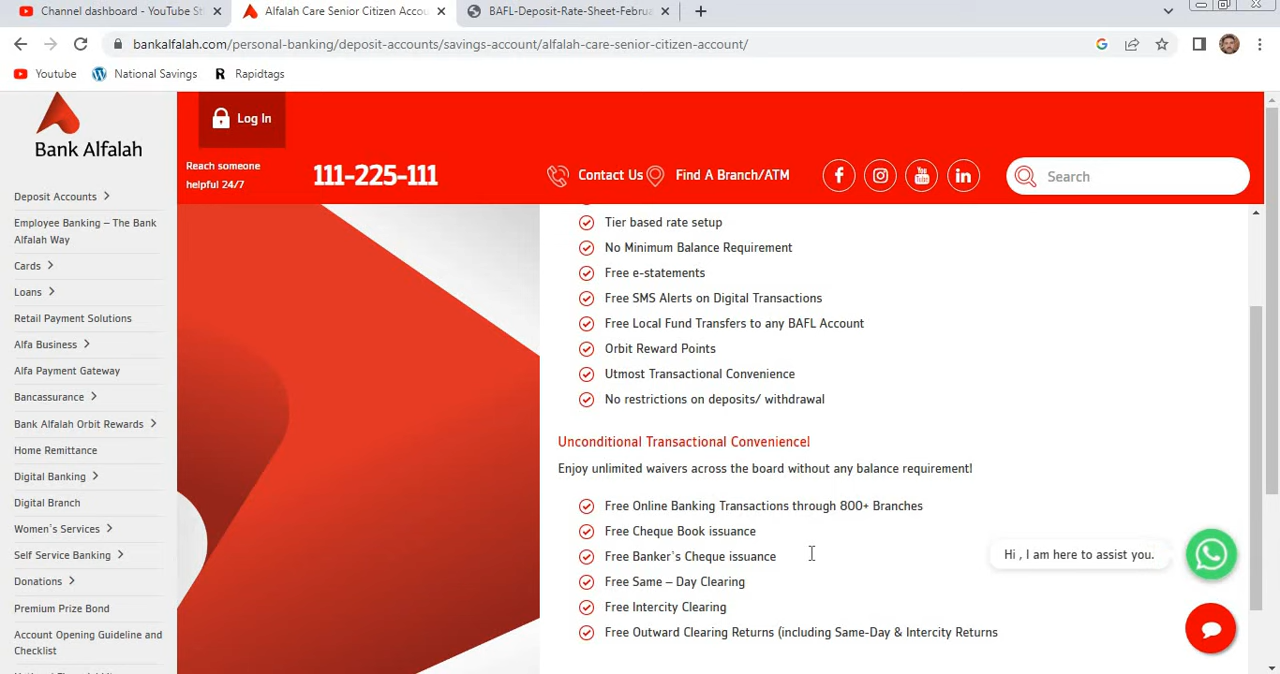 Channel dashboard - YouTube St
Alfalah Care Senior Citizen Accou
BAFL-Deposit-Rate-Sheet-Februa
bankalfalah.com/personal-banking/deposit-accounts/savings-account/alfalah-care-senior-citizen-account/
Youtube
National Savings
R Rapidtags
Bank Alfalah
Log In
Reach someone
helpful 24/7
111-225-111
Contact Us
Find A Branch/ATM
Search
Deposit Accounts
Employee Banking – The Bank
Alfalah Way
Cards
Loans
Retail Payment Solutions
Alfa Business
Alfa Payment Gateway
Bancassurance
Bank Alfalah Orbit Rewards
Home Remittance
Digital Banking
Digital Branch
Women's Services
Self Service Banking
Donations
Premium Prize Bond
Account Opening Guideline and
Checklist
Tier based rate setup
No Minimum Balance Requirement
Free e-statements
Free SMS Alerts on Digital Transactions
Free Local Fund Transfers to any BAFL Account
Orbit Reward Points
Utmost Transactional Convenience
No restrictions on deposits/ withdrawal
Unconditional Transactional Convenience!
Enjoy unlimited waivers across the board without any balance requirement!
Free Online Banking Transactions through 800+ Branches
Free Cheque Book issuance
Free Banker's Cheque issuance
Free Same – Day Clearing
Free Intercity Clearing
Free Outward Clearing Returns (including Same-Day & Intercity Returns
Hi , I am here to assist you.